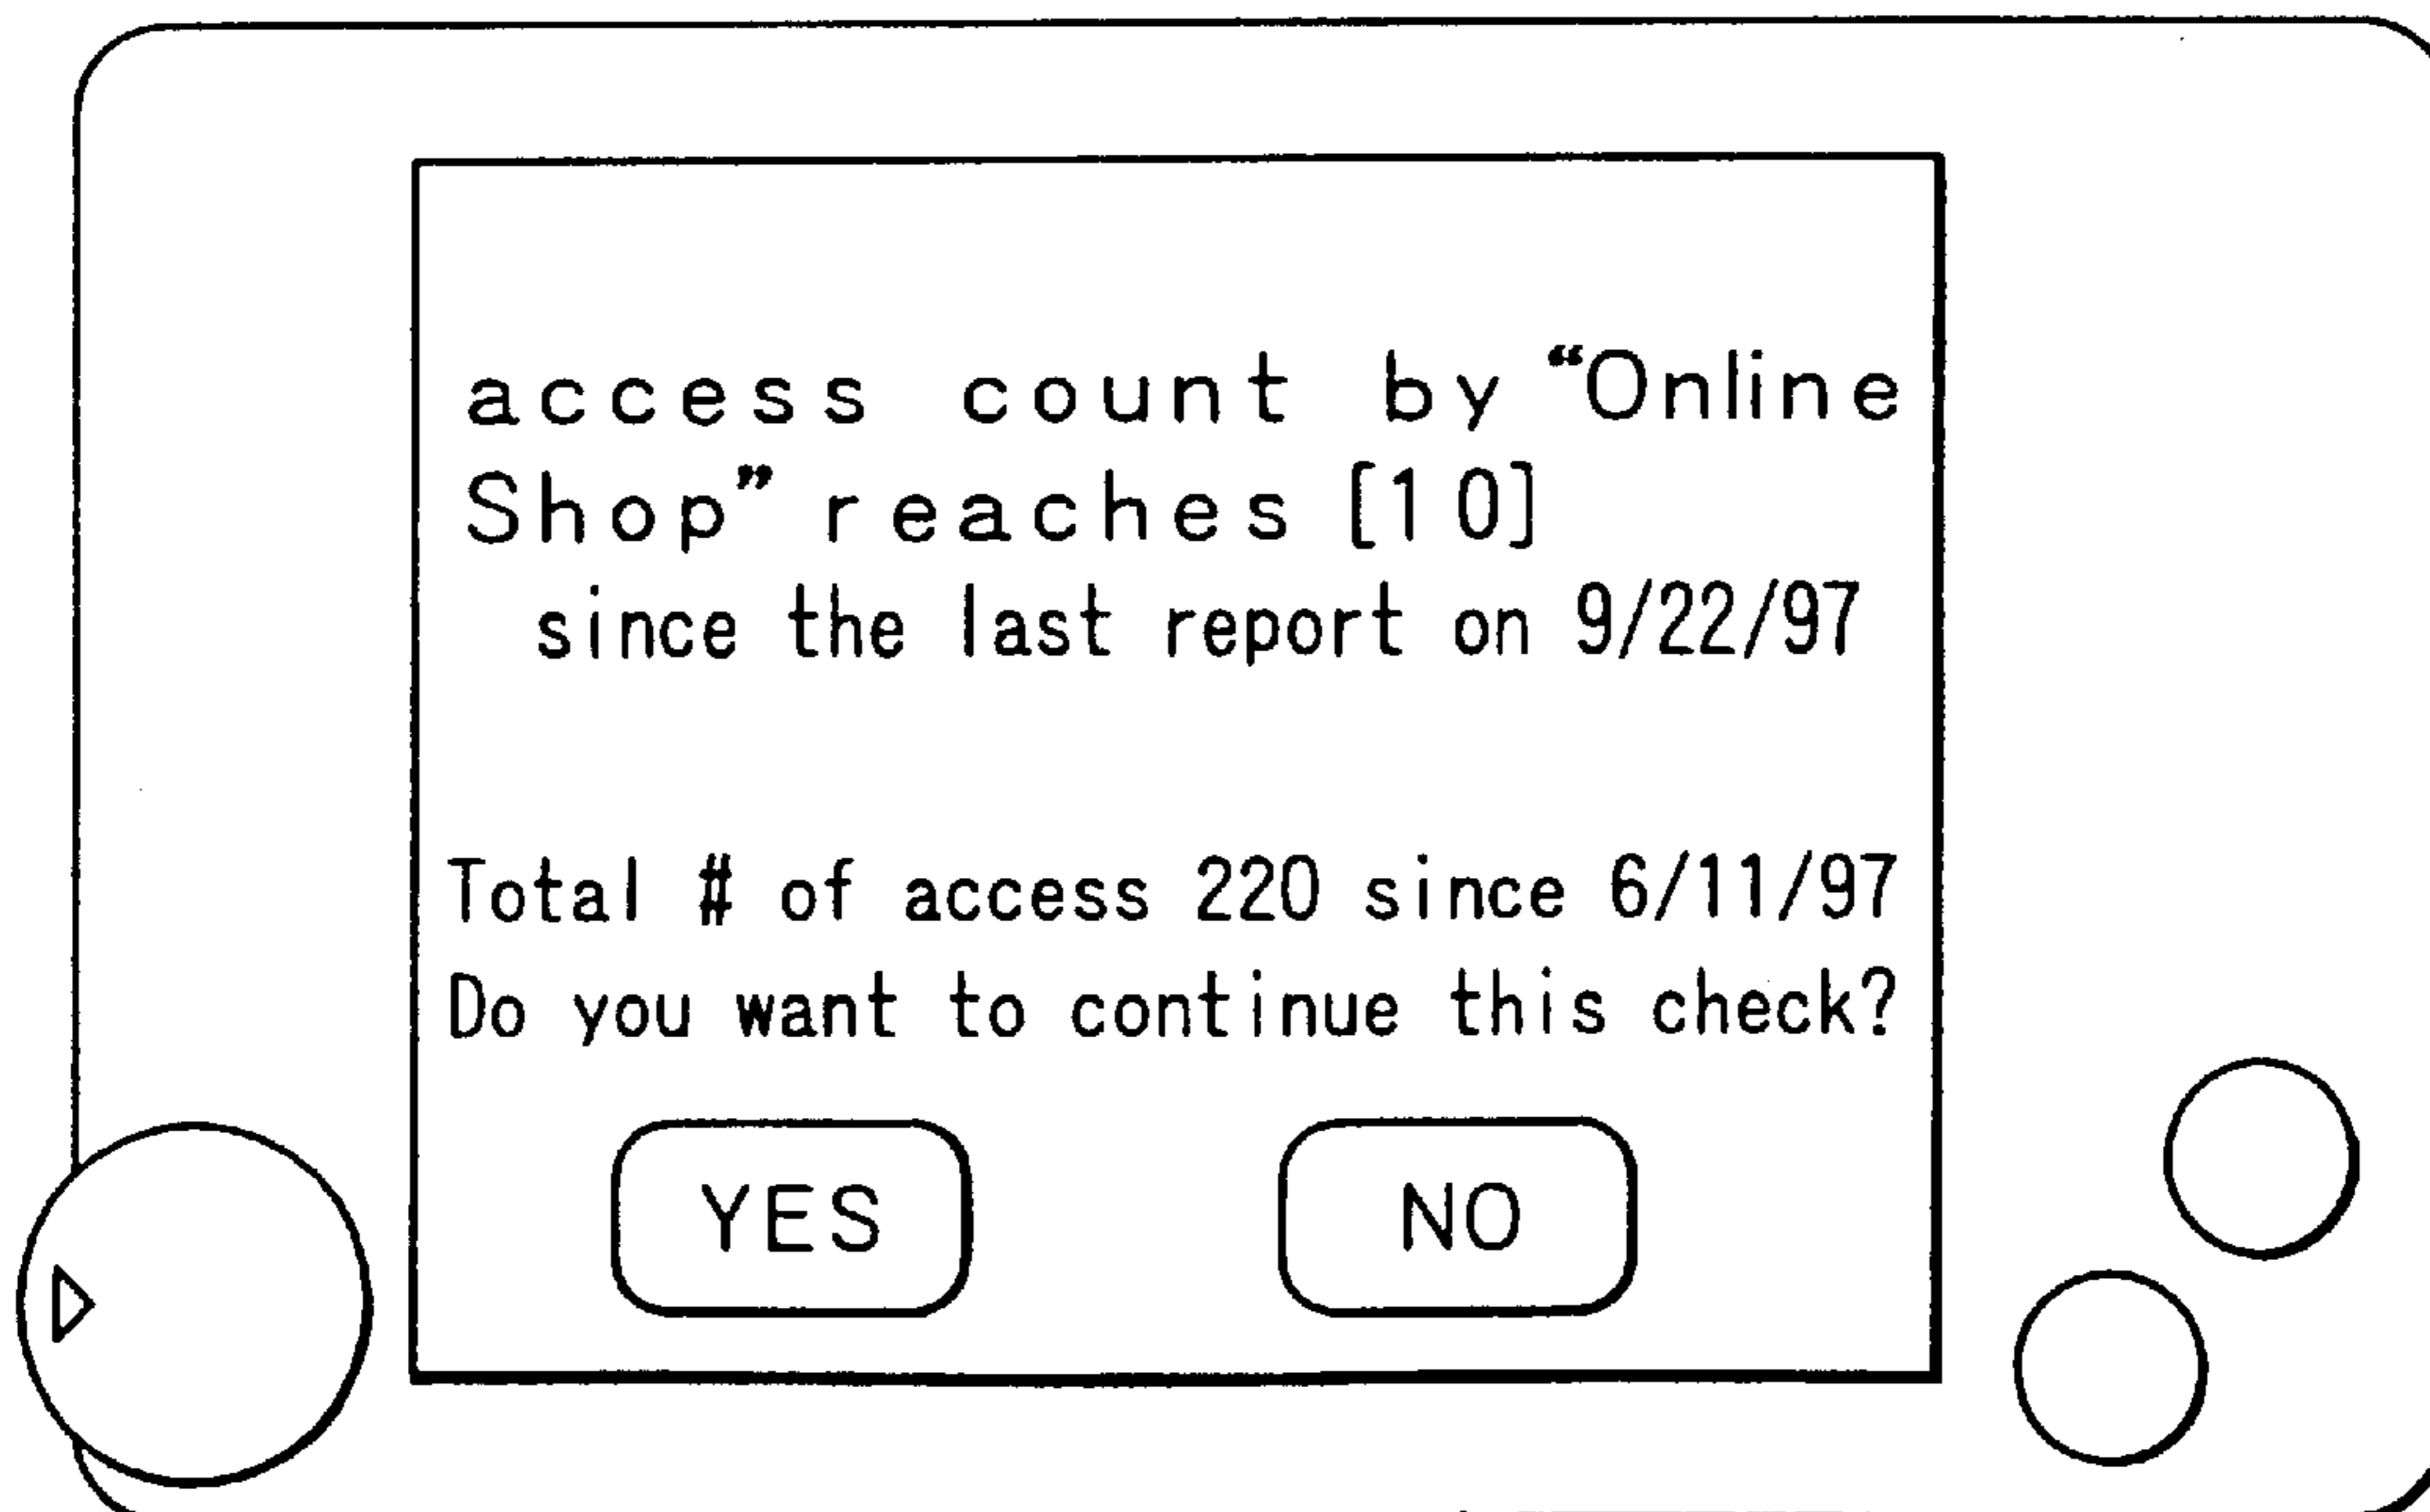 access count by “Online
Shop” reaches [10]
since the last report on 9/22/97
Total # of access 220 since 6/11/97
Do you want to continue this check?
YES NO